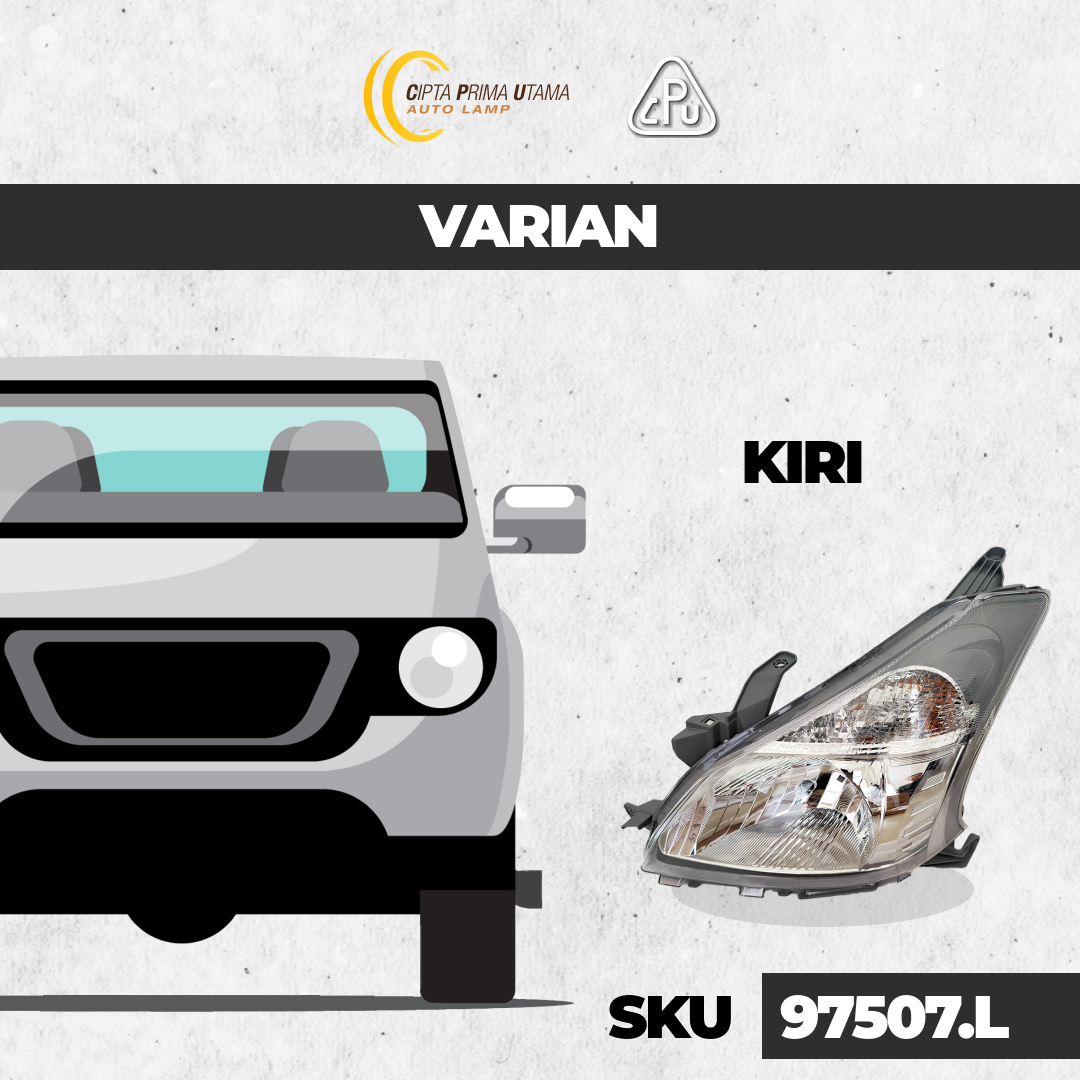 CIPTA PRIMA UTAMA
AUTO LAMP
CPU
VARIAN
KIRI
SKU 97507.L